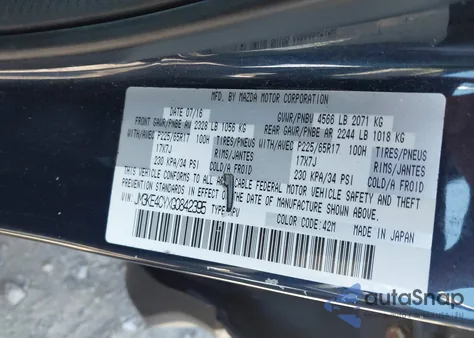 MFD. BY MAZDA MOTOR CORPORATION
DATE 07/16 GVWR/PNBV 4566 LB 2071 KG
FRONT GAWR/PNBE AV 2328 LB 1056 KG REAR GAWR/PNBE AR 2244 LB 1018 KG
WITH/AVEC P225/65R17 100H TIRES/PNEUS WITH/AVEC P225/65R17 100H TIRES/PNEUS
17X7J RIMS/JANTES 17X7J RIMS/JANTES
230 KPA/34 PSI COLD/A FROID 230 KPA/34 PSI COLD/A FROID
THIS VEHICLE CONFORMS TO ALL APPLICABLE FEDERAL MOTOR VEHICLE SAFETY AND THEFT
PREVENTION STANDARDS IN EFFECT ON THE DATE OF MANUFACTURE SHOWN ABOVE.
TYPE:MPV COLOR CODE:42M MADE IN JAPAN
autoSnap